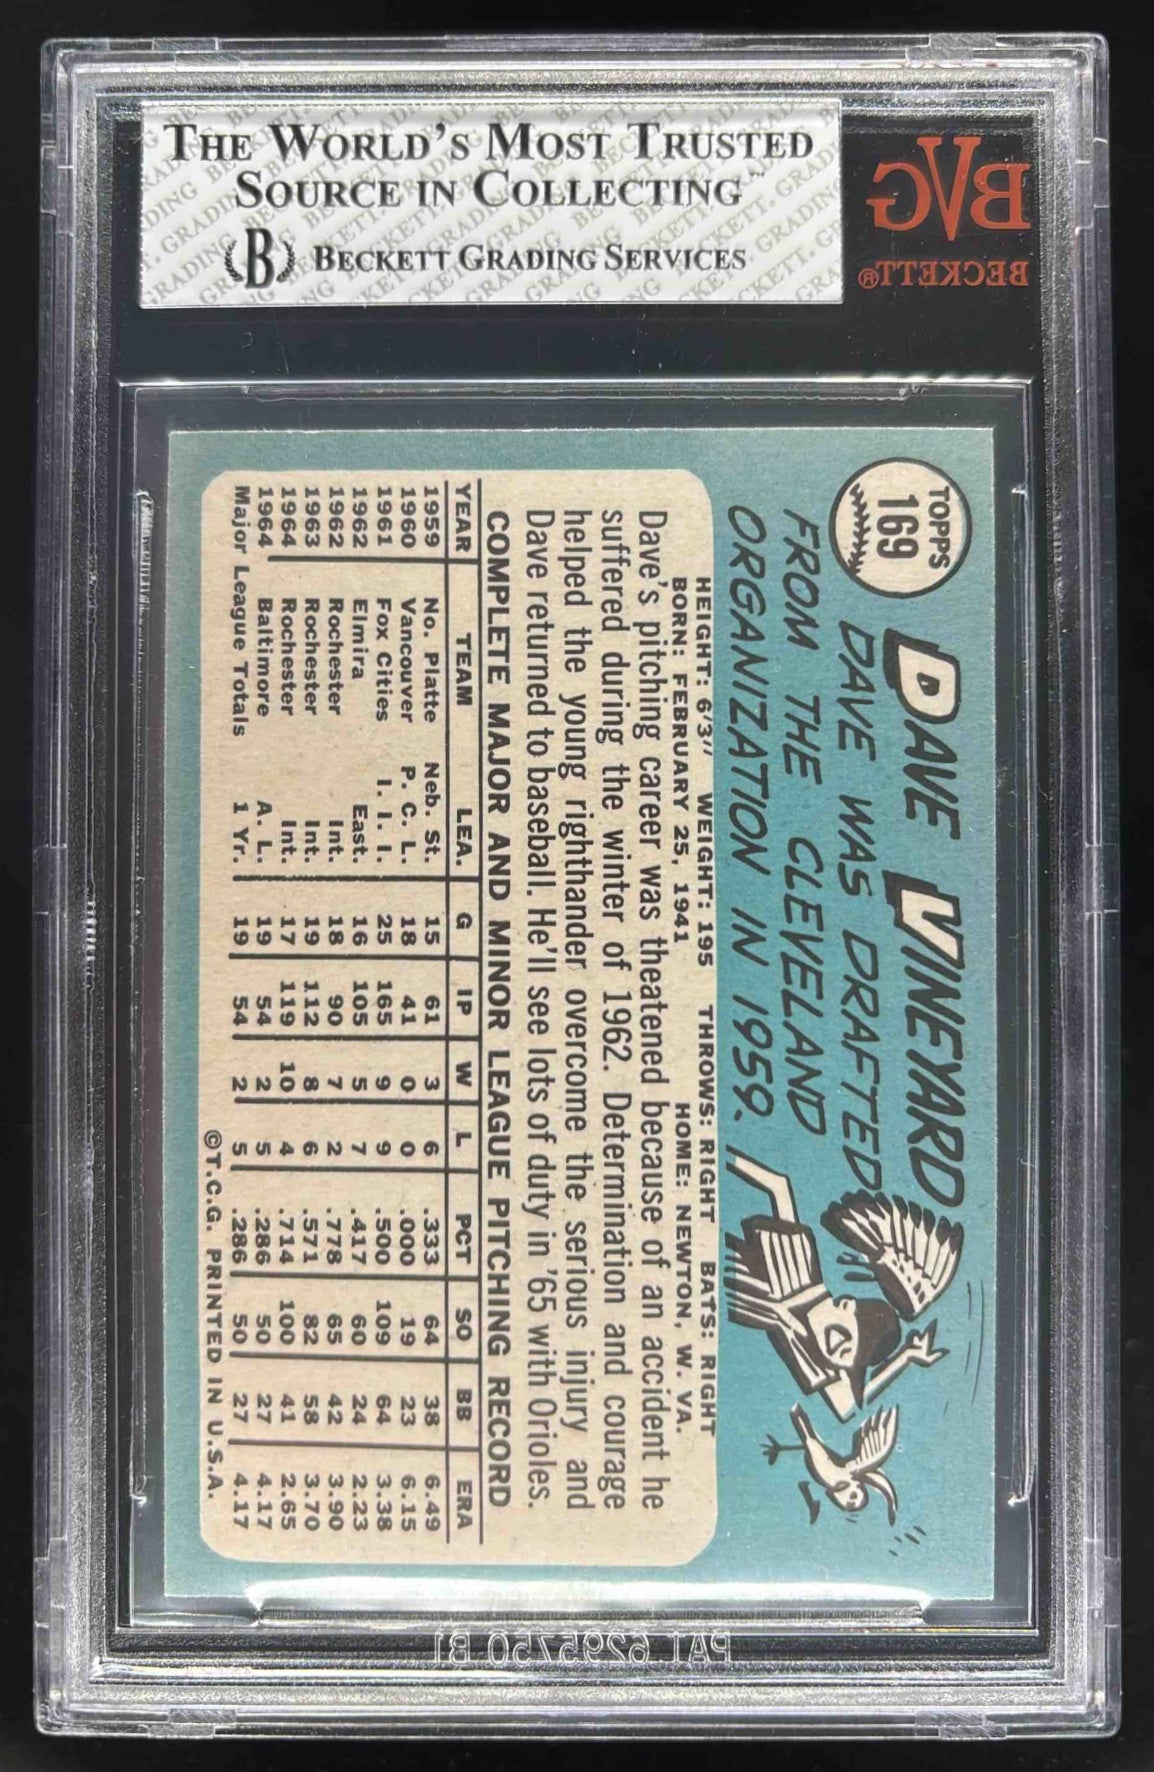 THE WORLD'S MOST TRUSTED
SOURCE IN COLLECTING
B BECKETT GRADING SERVICES
BVG
BECKETT®
TOPPS
169
DAVE VINEYARD
DAVE WAS DRAFTED
FROM THE CLEVELAND
ORGANIZATION IN 1959.
HEIGHT: 6'3" WEIGHT: 195 THROWS: RIGHT BATS: RIGHT
BORN: FEBRUARY 25, 1941 HOME: NEWTON, W. VA.
Dave's pitching career was theatened because of an accident he
suffered during the winter of 1962. Determination and courage
helped the young righthander overcome the serious injury and
Dave returned to baseball. He'll see lots of duty in '65 with Orioles.
COMPLETE MAJOR AND MINOR LEAGUE PITCHING RECORD
YEAR TEAM LEA. G IP W L PCT SO BB ERA
1959 No. Platte Neb. St. 15 61 3 6 .333 64 38 6.49
1960 Vancouver P. C. L. 18 41 0 0 .000 19 23 6.15
1961 Fox Cities I. I. I. 25 165 9 9 .500 109 64 3.38
1962 Elmira East. 16 105 5 7 .417 60 24 2.23
1962 Rochester Int. 18 90 7 2 .778 65 42 3.90
1963 Rochester Int. 19 112 8 6 .571 82 58 3.70
1964 Rochester Int. 17 119 10 4 .714 100 41 2.65
1964 Baltimore A. L. 19 54 2 5 .286 50 27 4.17
Major League Totals 1 Yr. 19 54 2 5 .286 50 27 4.17
©T.C.G. PRINTED IN U.S.A.
PAT 6295750 B1